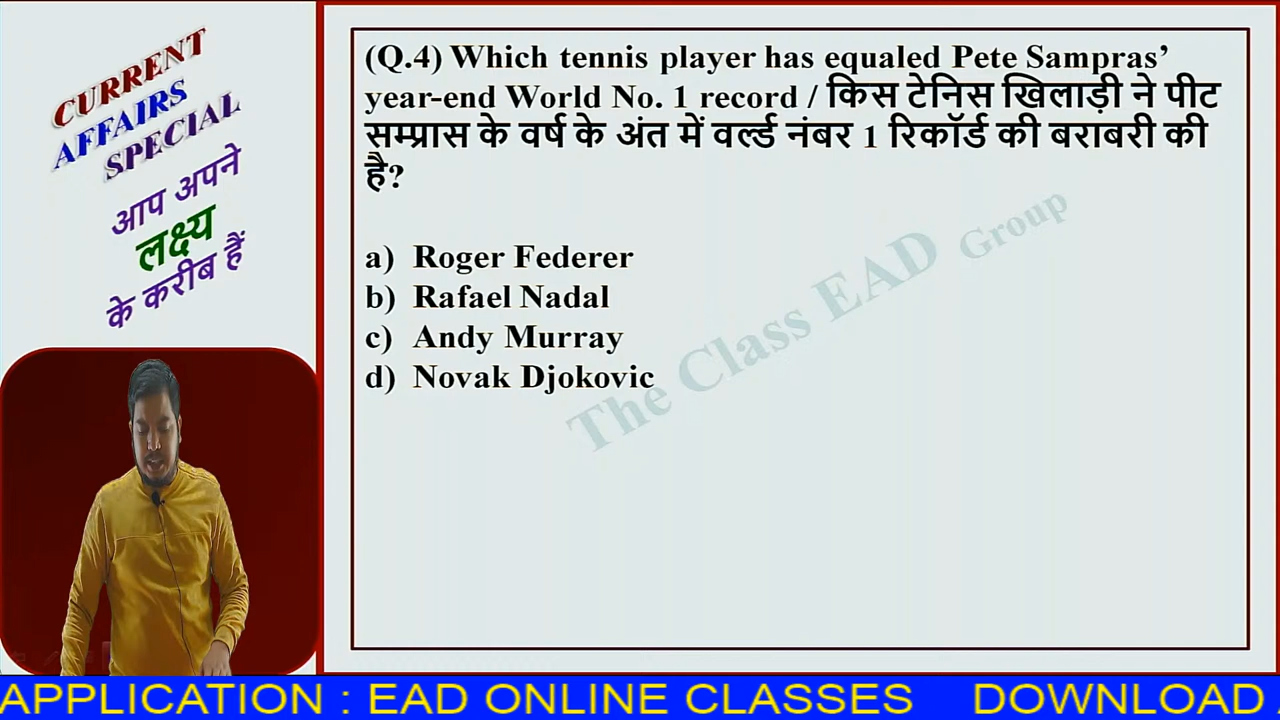 CURRENT
AFFAIRS
SPECIAL
आप अपने
लक्ष्य
के करीब हैं
(Q.4) Which tennis player has equaled Pete Sampras’
year-end World No. 1 record / किस टेनिस खिलाड़ी ने पीट
सम्प्रास के वर्ष के अंत में वर्ल्ड नंबर 1 रिकॉर्ड की बराबरी की
है?
a) Roger Federer
b) Rafael Nadal
c) Andy Murray
d) Novak Djokovic
The Class EAD Group
APPLICATION : EAD ONLINE CLASSES DOWNLOAD